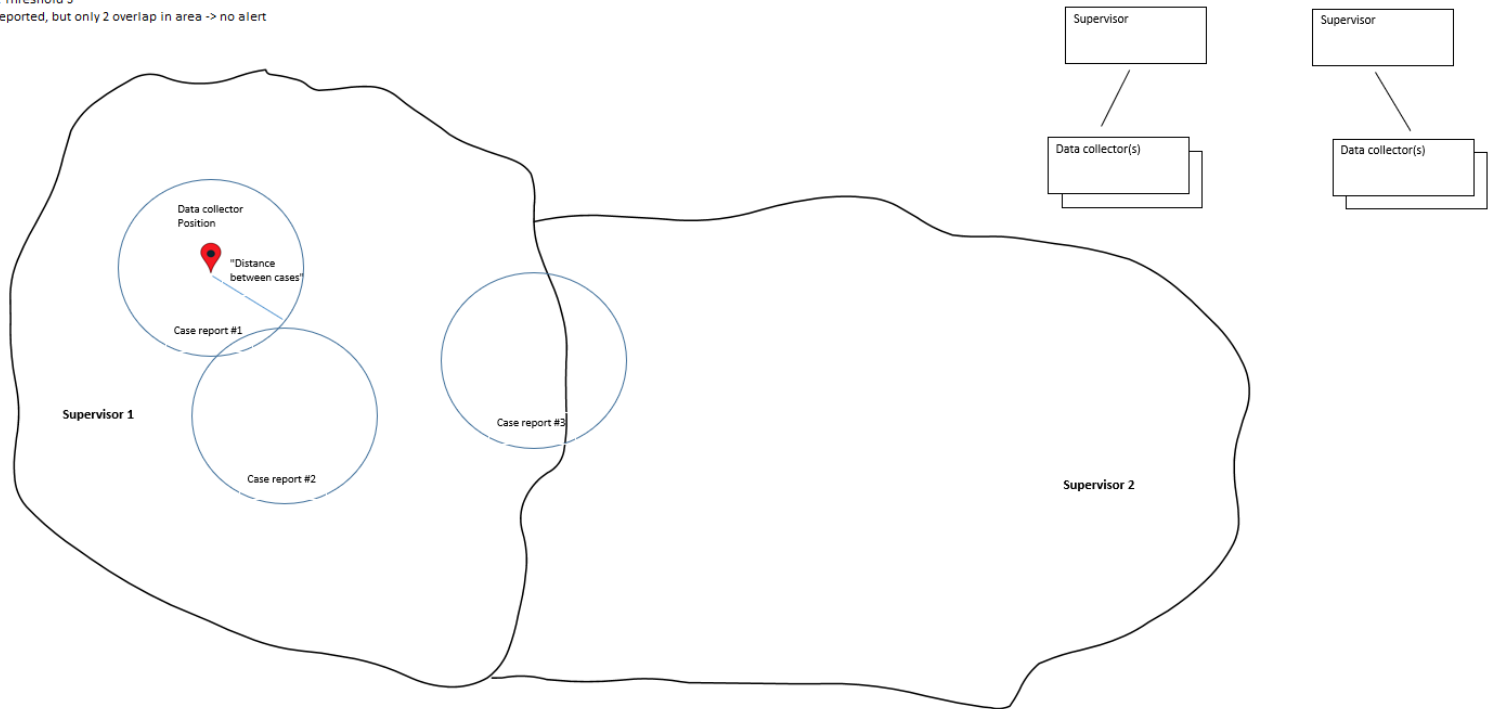 Threshold 3
eported, but only 2 overlap in area -> no alert
Supervisor
Supervisor
Data collector(s)
Data collector(s)
Data collector
Position
"Distance
between cases"
Case report #1
Case report #3
Supervisor 1
Case report #2
Supervisor 2